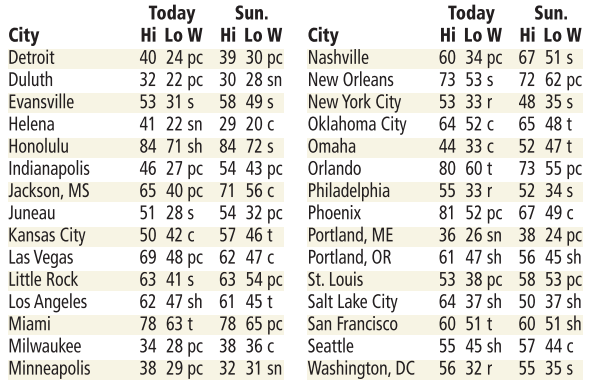 Today Sun.
City Hi Lo W Hi Lo W
Detroit 40 24 pc 39 30 pc
Duluth 32 22 pc 30 28 sn
Evansville 53 31 s 58 49 s
Helena 41 22 sn 29 20 c
Honolulu 84 71 sh 84 72 s
Indianapolis 46 27 pc 54 43 pc
Jackson, MS 65 40 pc 71 56 c
Juneau 51 28 s 54 32 pc
Kansas City 50 42 c 57 46 t
Las Vegas 69 48 pc 62 47 c
Little Rock 63 41 s 63 54 pc
Los Angeles 62 47 sh 61 45 t
Miami 78 63 t 78 65 pc
Milwaukee 34 28 pc 38 36 c
Minneapolis 38 29 pc 32 31 sn
Today Sun.
City Hi Lo W Hi Lo W
Nashville 60 34 pc 67 51 s
New Orleans 73 53 s 72 62 pc
New York City 53 33 r 48 35 s
Oklahoma City 64 52 c 65 48 t
Omaha 44 33 c 52 47 t
Orlando 80 60 t 73 55 pc
Philadelphia 55 33 r 52 34 s
Phoenix 81 52 pc 67 49 c
Portland, ME 36 26 sn 38 24 pc
Portland, OR 61 47 sh 56 45 sh
St. Louis 53 38 pc 58 53 pc
Salt Lake City 64 37 sh 50 37 sh
San Francisco 60 51 t 60 51 sh
Seattle 55 45 sh 57 44 c
Washington, DC 56 32 r 55 35 s